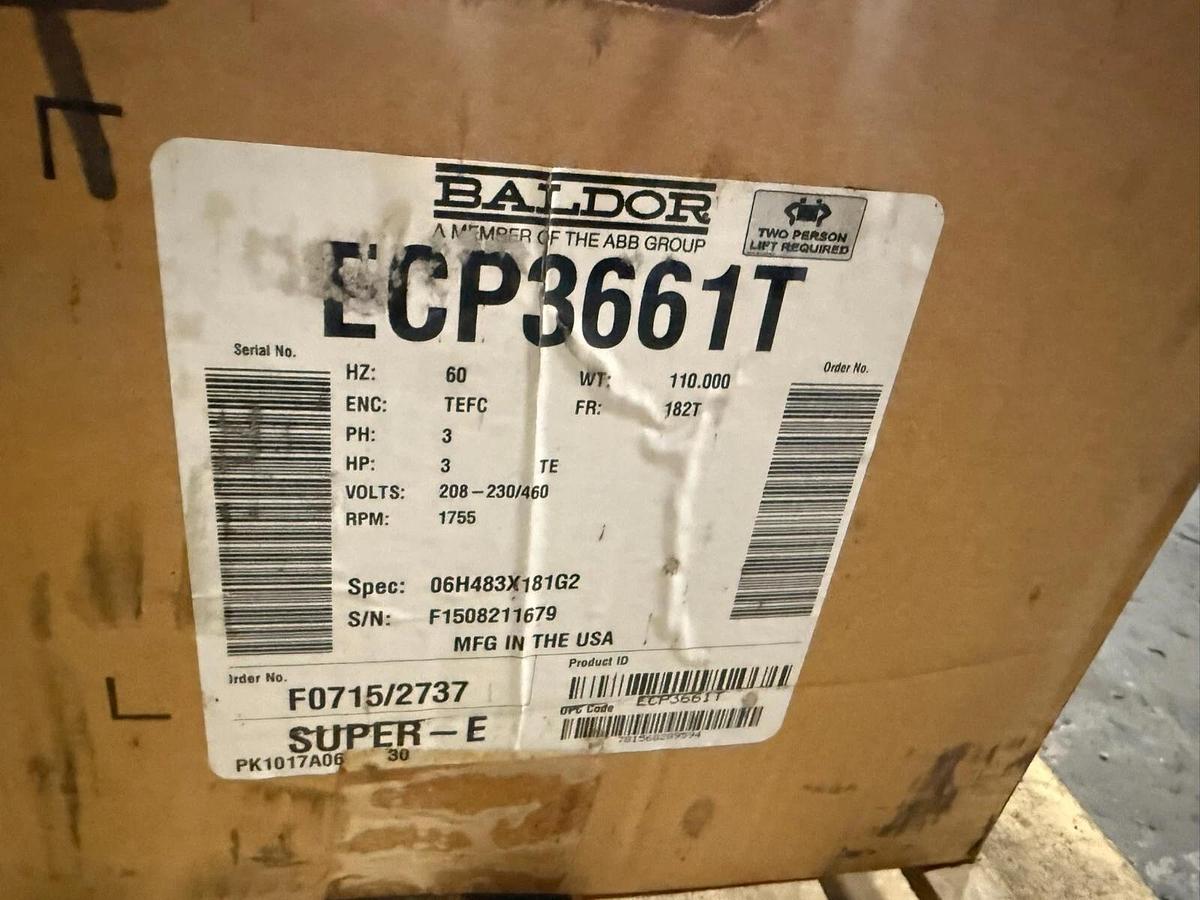 BALDOR
A MEMBER OF THE ABB GROUP
TWO PERSON
LIFT REQUIRED
ECP3661T
Serial No.
Order No.
HZ: 60 WT: 110.000
ENC: TEFC FR: 182T
PH: 3
HP: 3 TE
VOLTS: 208-230/460
RPM: 1755
Spec: 06H483X181G2
S/N: F1508211679
MFG IN THE USA
Order No.
F0715/2737
Product ID
ECP3661T
UPC Code
SUPER-E
PK1017A06 30